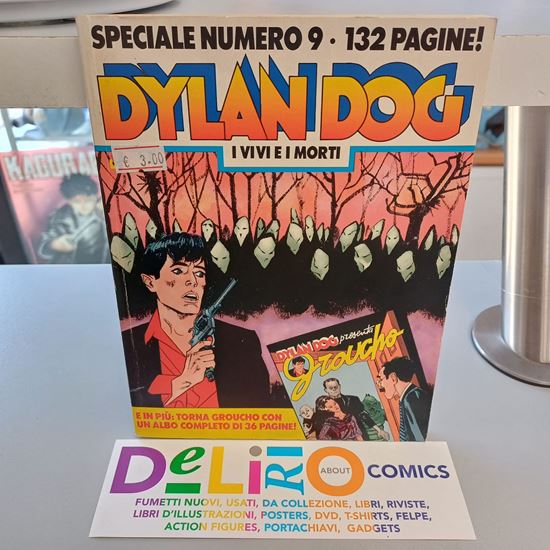 SPECIALE NUMERO 9 • 132 PAGINE!
DYLAN DOG
I VIVI E I MORTI
€ 3.00
KAGURA
DYLAN DOG presenta
Groucho
E IN PIÙ: TORNA GROUCHO CON
UN ALBO COMPLETO DI 36 PAGINE!
DeLiRiO ABOUT COMICS
FUMETTI NUOVI, USATI, DA COLLEZIONE, LIBRI, RIVISTE,
LIBRI D'ILLUSTRAZIONI, POSTERS, DVD, T-SHIRTS, FELPE,
ACTION FIGURES, PORTACHIAVI, GADGETS